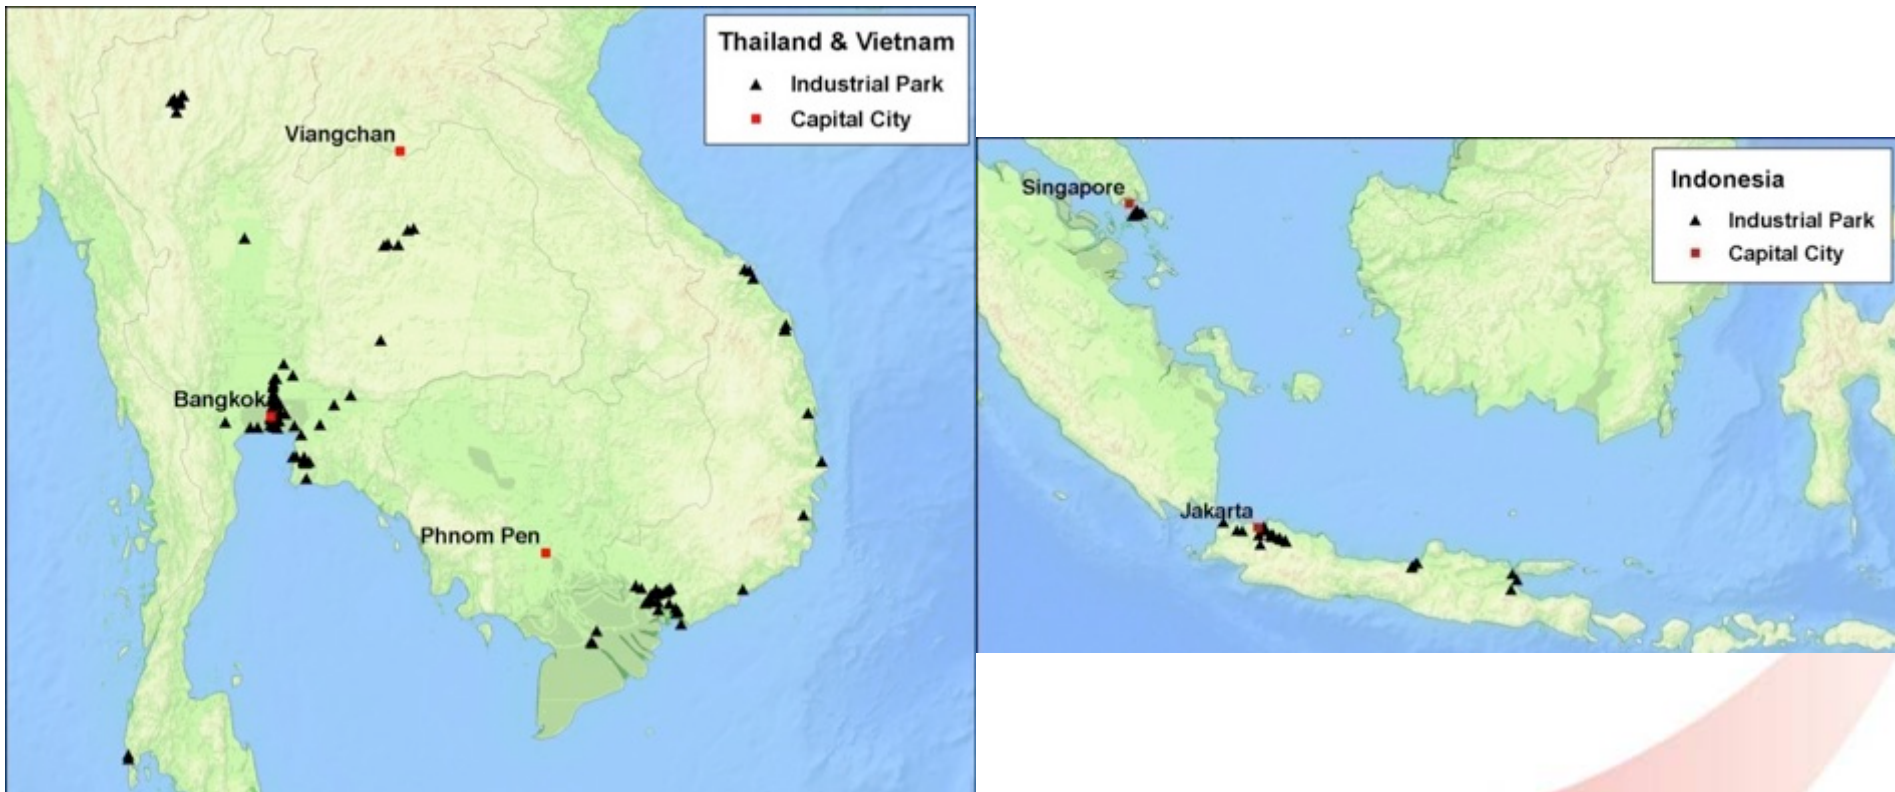 Thailand & Vietnam
Industrial Park
Capital City
Viangchan
Bangkok
Phnom Pen
Indonesia
Industrial Park
Capital City
Singapore
Jakarta